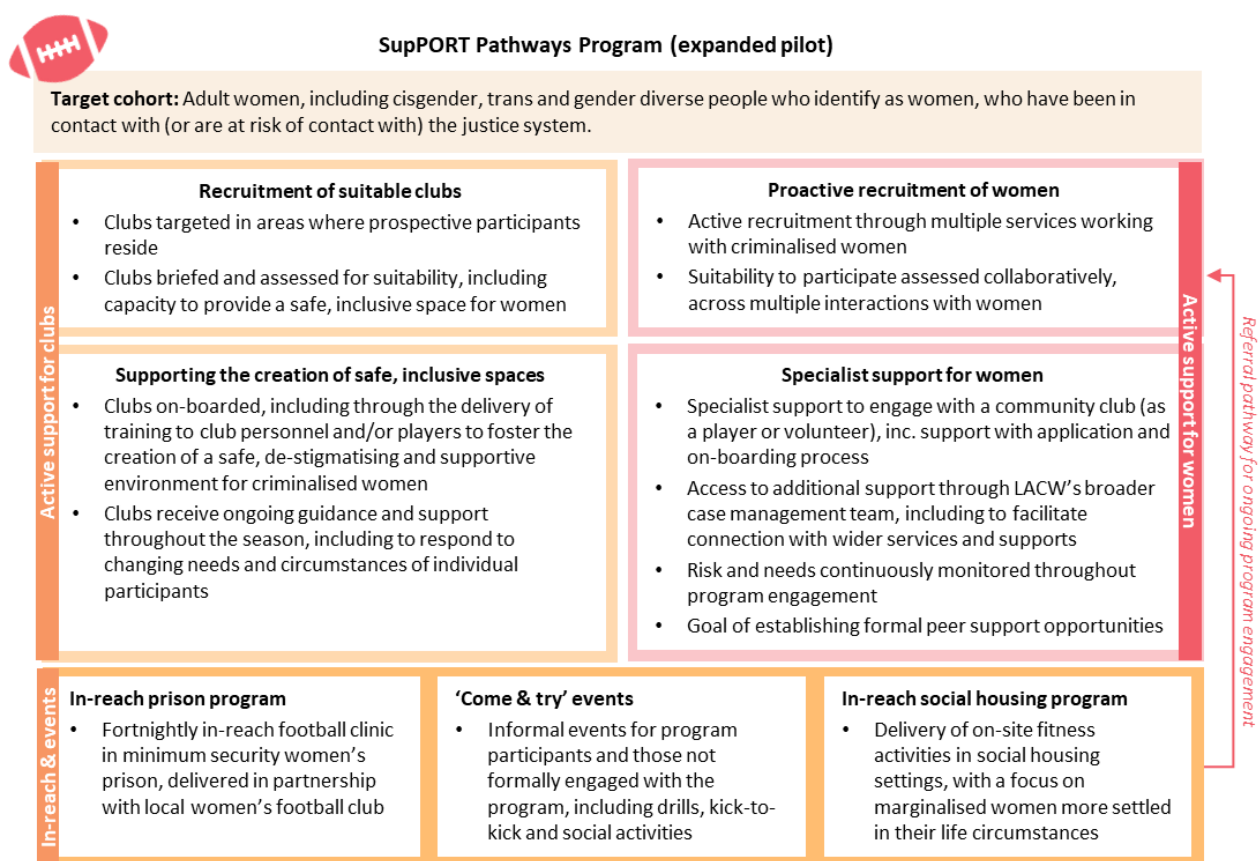 SupPORT Pathways Program (expanded pilot)
Target cohort: Adult women, including cisgender, trans and gender diverse people who identify as women, who have been in
contact with (or are at risk of contact with) the justice system.
Active support for clubs
Recruitment of suitable clubs
• Clubs targeted in areas where prospective participants
reside
• Clubs briefed and assessed for suitability, including
capacity to provide a safe, inclusive space for women
Supporting the creation of safe, inclusive spaces
• Clubs on-boarded, including through the delivery of
training to club personnel and/or players to foster the
creation of a safe, de-stigmatising and supportive
environment for criminalised women
• Clubs receive ongoing guidance and support
throughout the season, including to respond to
changing needs and circumstances of individual
participants
Proactive recruitment of women
• Active recruitment through multiple services working
with criminalised women
• Suitability to participate assessed collaboratively,
across multiple interactions with women
Specialist support for women
• Specialist support to engage with a community club (as
a player or volunteer), inc. support with application and
on-boarding process
• Access to additional support through LACW's broader
case management team, including to facilitate
connection with wider services and supports
• Risk and needs continuously monitored throughout
program engagement
• Goal of establishing formal peer support opportunities
Active support for women
Referral pathway for ongoing program engagement
In-reach & events
In-reach prison program
• Fortnightly in-reach football clinic
in minimum security women's
prison, delivered in partnership
with local women's football club
'Come & try' events
• Informal events for program
participants and those not
formally engaged with the
program, including drills, kick-to-
kick and social activities
In-reach social housing program
• Delivery of on-site fitness
activities in social housing
settings, with a focus on
marginalised women more settled
in their life circumstances